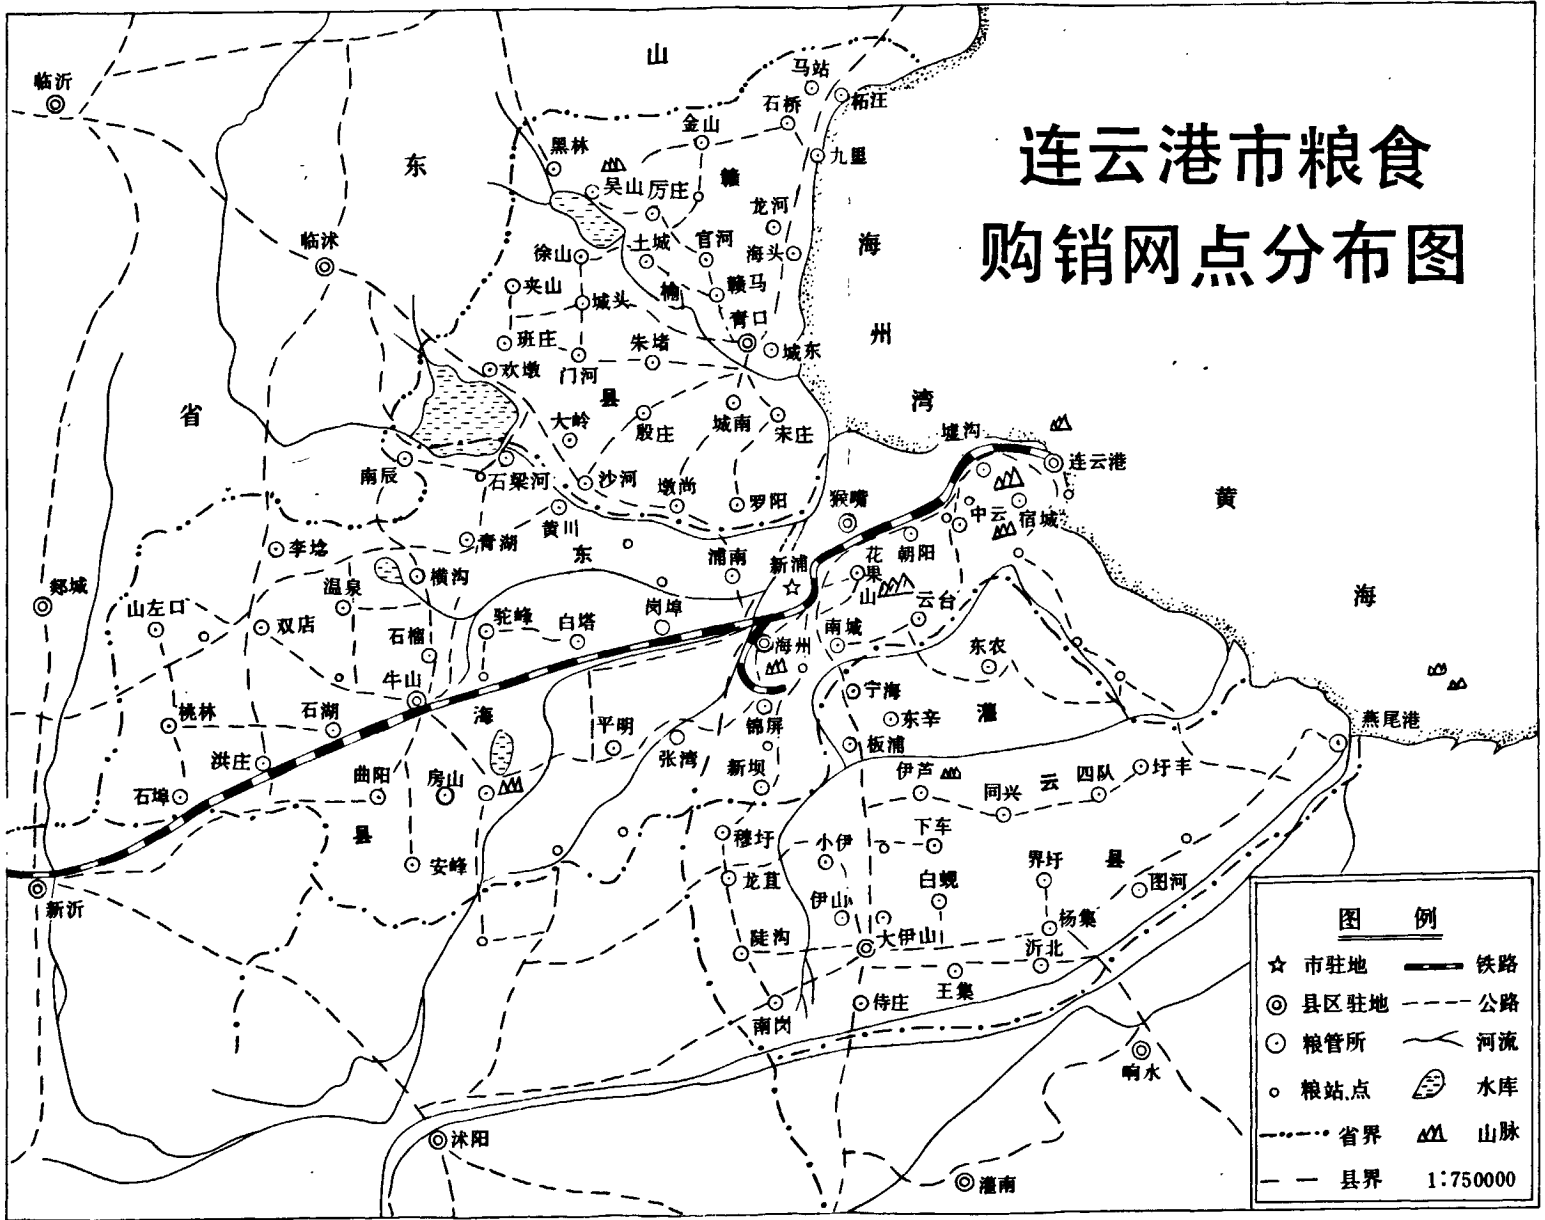 连云港市粮食
购销网点分布图
山
东
省
海
州
湾
黄
海
赣
榆
县
东
海
县
灌
云
县
临沂
马站
柘汪
石桥
金山
九里
黑林
吴山
厉庄
龙河
临沭
徐山
土城
官河
海头
夹山
城头
赣马
青口
班庄
朱堵
城东
欢墩
门河
大岭
殷庄
城南
宋庄
墟沟
连云港
南辰
石梁河
沙河
墩尚
罗阳
猴嘴
中云
宿城
黄川
李埝
青湖
浦南
新浦
花果山
朝阳
郯城
温泉
横沟
山左口
双店
驼峰
白塔
岗埠
云台
石榴
海州
南城
东农
牛山
宁海
桃林
石湖
平明
张湾
锦屏
东辛
板浦
燕尾港
洪庄
曲阳
房山
新坝
伊芦
四队
圩丰
石埠
同兴
穆圩
小伊
下车
安峰
龙苴
白蚬
界圩
图河
新沂
伊山
杨集
陡沟
大伊山
沂北
王集
南岗
侍庄
响水
沭阳
灌南
图 例
市驻地 铁路
县区驻地 公路
粮管所 河流
粮站.点 水库
省界 山脉
县界 1:750000